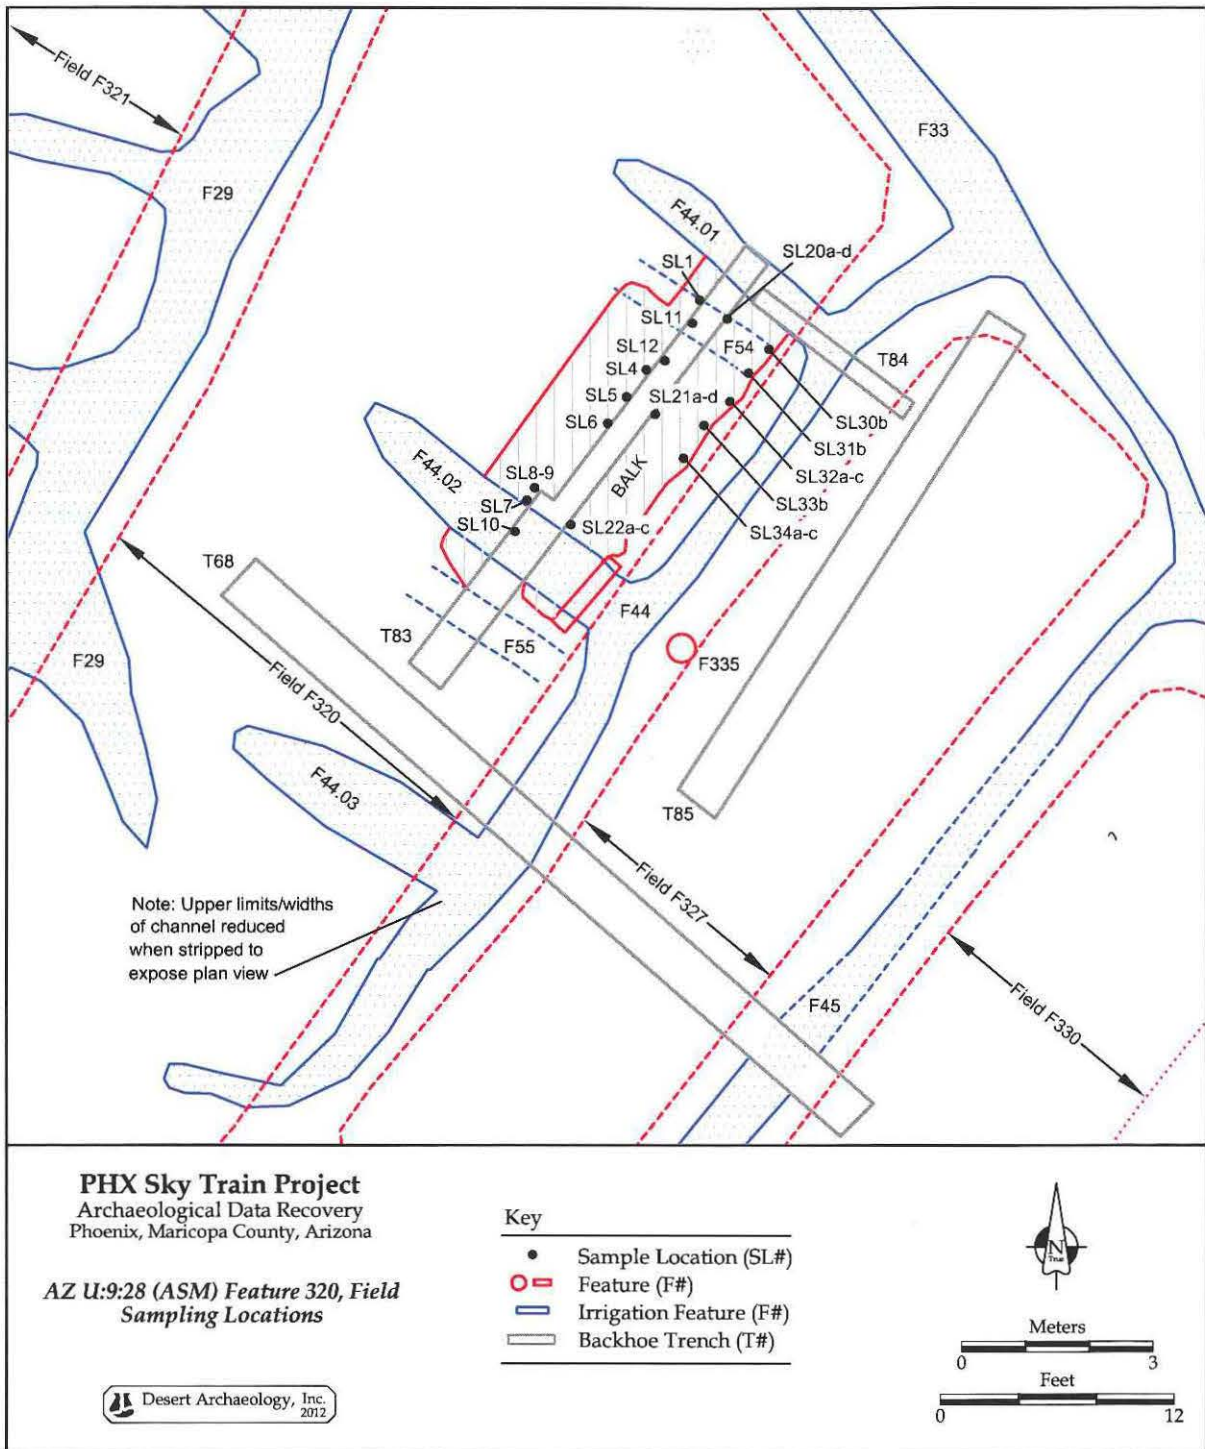 Field F321
F29
F33
F44.01
SL1
SL20a-d
SL11
F54
SL12
SL4
T84
SL5
SL21a-d
SL6
SL30b
SL31b
F44.02
BALK
SL8-9
SL32a-c
SL7
SL33b
SL10
SL22a-c
SL34a-c
T68
F44
T83
F55
F335
F29
Field F320
F44.03
T85
Note: Upper limits/widths
of channel reduced
when stripped to
expose plan view
Field F327
F45
Field F330
PHX Sky Train Project
Archaeological Data Recovery
Phoenix, Maricopa County, Arizona
AZ U:9:28 (ASM) Feature 320, Field
Sampling Locations
Desert Archaeology, Inc.
2012
Key
Sample Location (SL#)
Feature (F#)
Irrigation Feature (F#)
Backhoe Trench (T#)
N
True
Meters
0 3
Feet
0 12